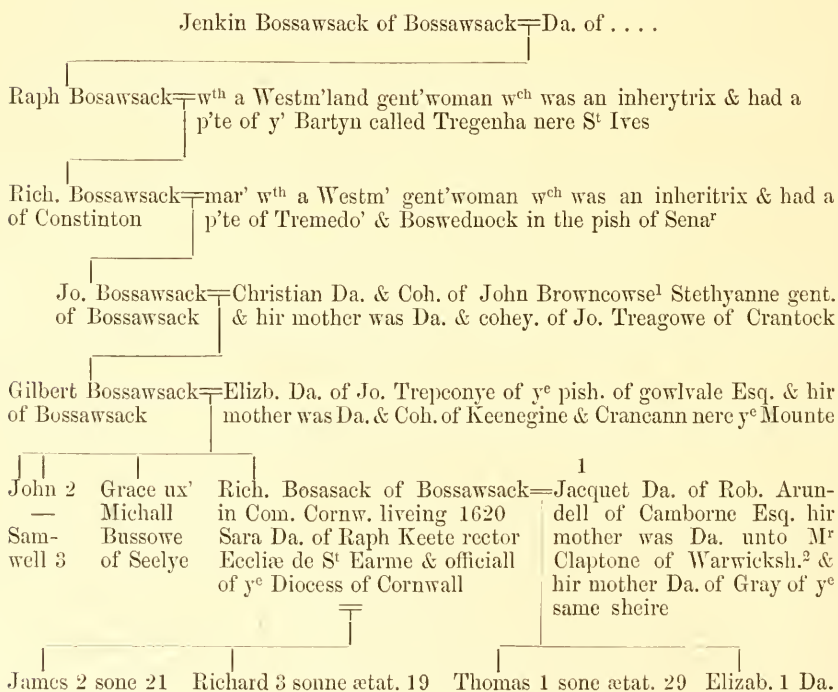 Jenkin Bossawsack of Bossawsack Da. of . . . .
Raph Bosawsack wth a Westm'land gent'woman wch was an inherytrix & had a
p'te of y' Bartyn called Tregenha nere St Ives
Rich. Bossawsack mar' wth a Westm' gent'woman wch was an inheritrix & had a
of Constinton p'te of Tremedo' & Boswednock in the pish of Senar
Jo. Bossawsack Christian Da. & Coh. of John Browncowse1 Stethyanne gent.
of Bossawsack & hir mother was Da. & cohey. of Jo. Treagowe of Crantock
Gilbert Bossawsack Elizb. Da. of Jo. Trepconye of ye pish. of gowlvale Esq. & hir
of Bossawsack mother was Da. & Coh. of Keenegine & Crancann nere ye Mounte
John 2
—
Sam-
well 3
Grace ux'
Michall
Bussowe
of Seelye
Rich. Bosasack of Bossawsack
in Com. Cornw. liveing 1620
Sara Da. of Raph Keete rector
Eccliæ de St Earme & officiall
of ye Diocess of Cornwall
1
Jacquet Da. of Rob. Arun-
dell of Camborne Esq. hir
mother was Da. unto Mr
Claptone of Warwicksh.2 &
hir mother Da. of Gray of ye
same sheire
James 2 sone 21 Richard 3 sonne ætat. 19 Thomas 1 sone ætat. 29 Elizab. 1 Da.